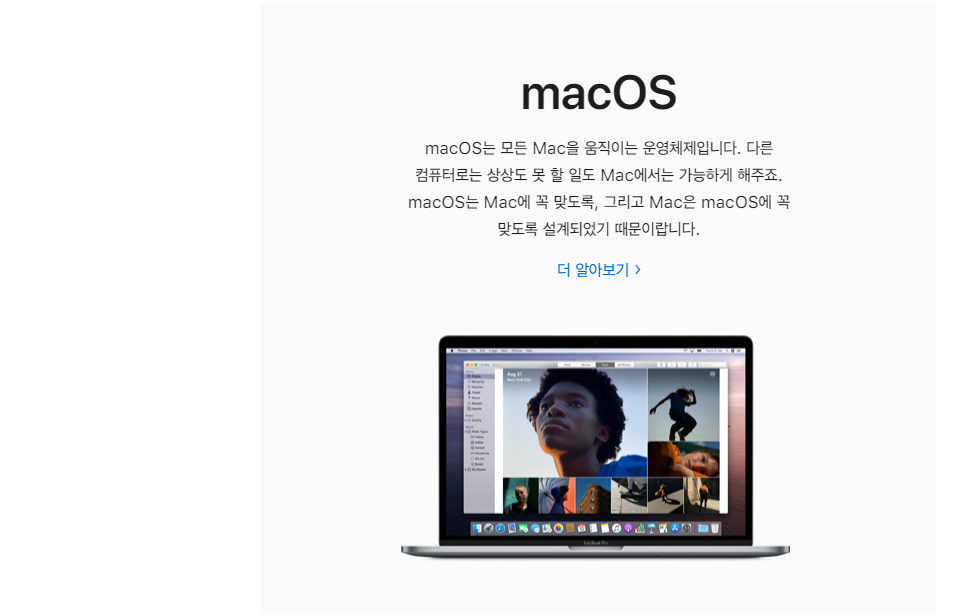 macOS
macOS는 모든 Mac을 움직이는 운영체제입니다. 다른
컴퓨터로는 상상도 못 할 일도 Mac에서는 가능하게 해주죠.
macOS는 Mac에 꼭 맞도록, 그리고 Mac은 macOS에 꼭
맞도록 설계되었기 때문이랍니다.
더 알아보기 >
Aug 31
New York City
MacBook Pro